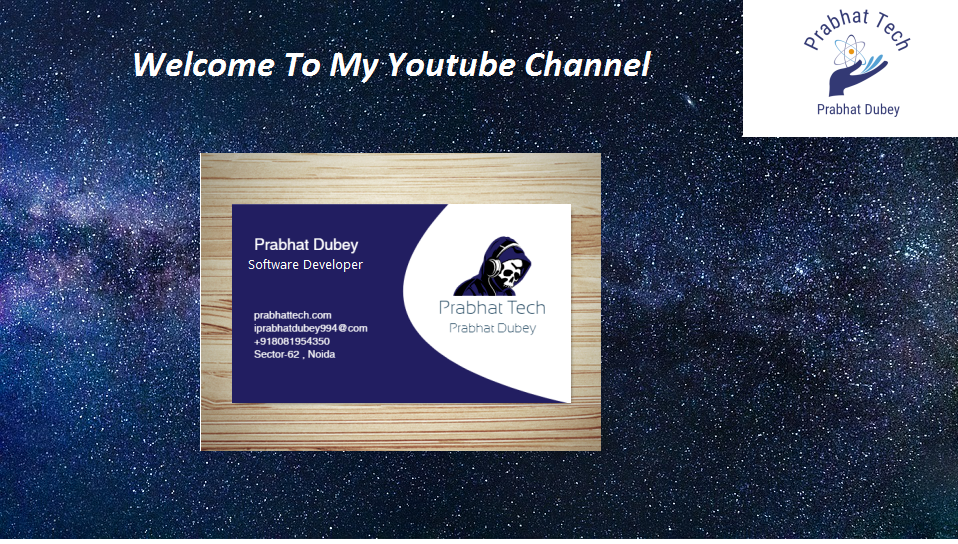 Welcome To My Youtube Channel
Prabhat Tech
Prabhat Dubey
Prabhat Dubey
Software Developer
prabhattech.com
iprabhatdubey994@com
+918081954350
Sector-62 , Noida
Prabhat Tech
Prabhat Dubey